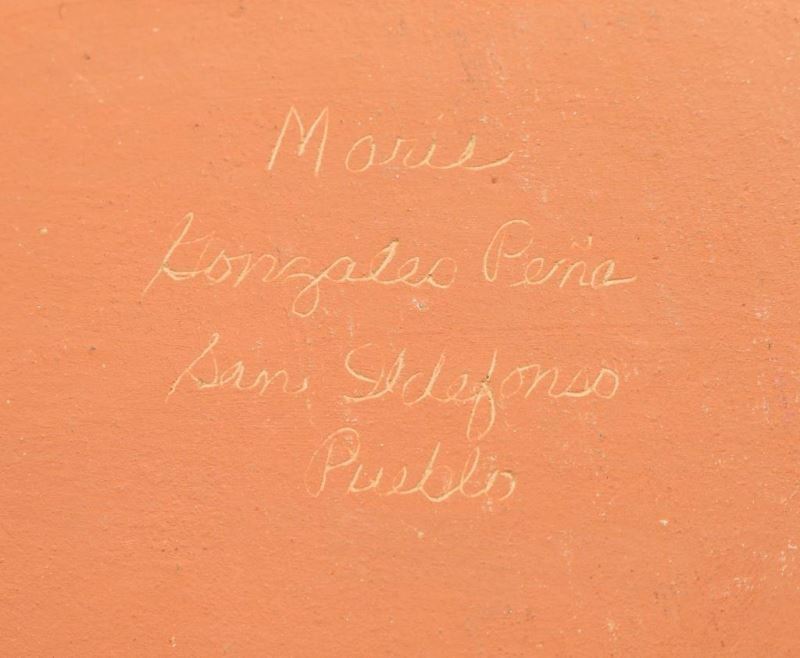 Marie
Gonzales Peña
San Ildefonso
Pueblo